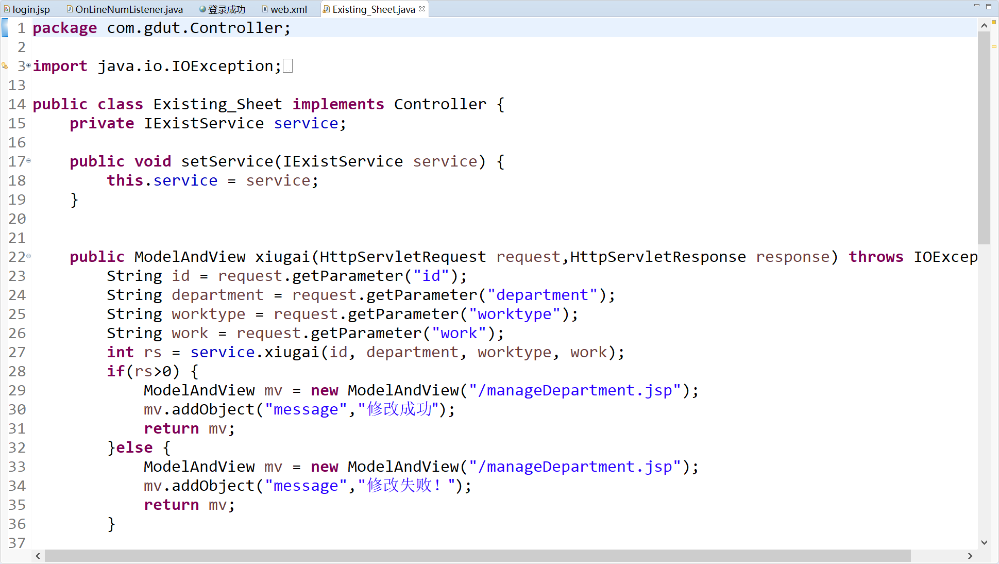 login.jsp OnLineNumListener.java 登录成功 web.xml Existing_Sheet.java
1 package com.gdut.Controller;
2
3 import java.io.IOException;
13
14 public class Existing_Sheet implements Controller {
15     private IExistService service;
16
17     public void setService(IExistService service) {
18         this.service = service;
19     }
20
21
22     public ModelAndView xiugai(HttpServletRequest request,HttpServletResponse response) throws IOExcep
23         String id = request.getParameter("id");
24         String department = request.getParameter("department");
25         String worktype = request.getParameter("worktype");
26         String work = request.getParameter("work");
27         int rs = service.xiugai(id, department, worktype, work);
28         if(rs>0) {
29             ModelAndView mv = new ModelAndView("/manageDepartment.jsp");
30             mv.addObject("message","修改成功");
31             return mv;
32         }else {
33             ModelAndView mv = new ModelAndView("/manageDepartment.jsp");
34             mv.addObject("message","修改失败！");
35             return mv;
36         }
37